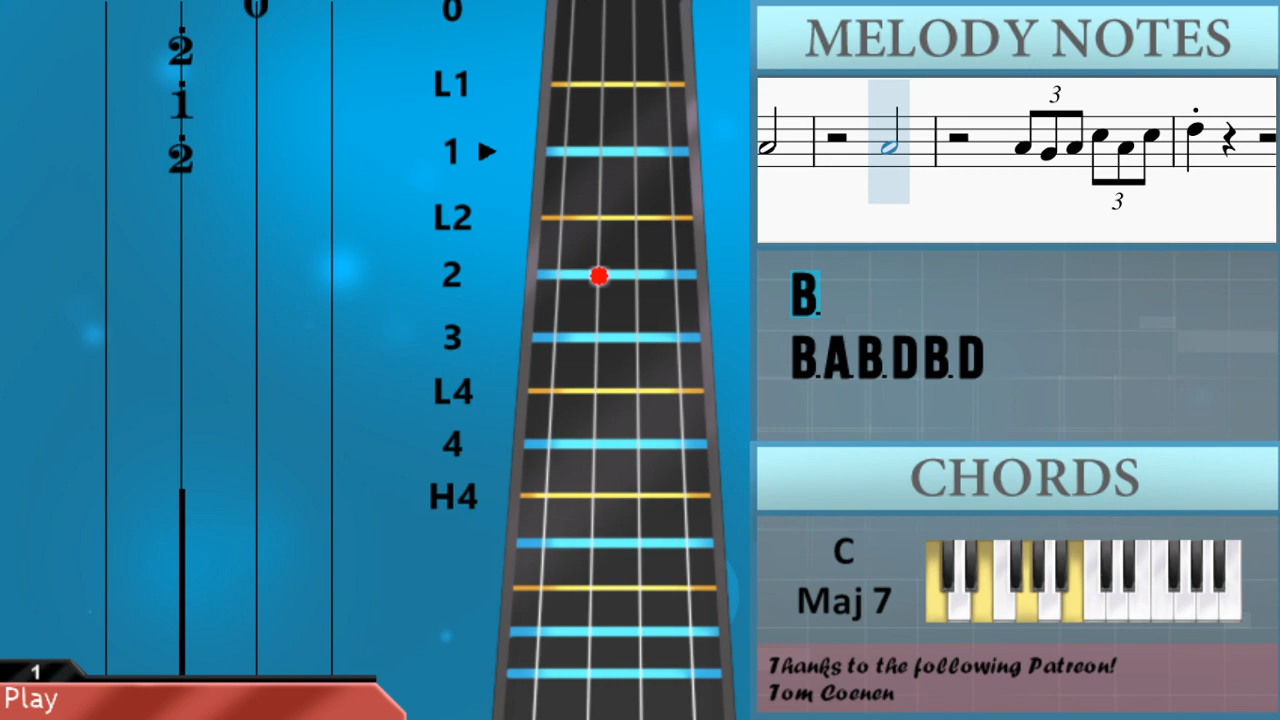 0
2
1
2
0
L1
1
L2
2
3
L4
4
H4
1
Play
MELODY NOTES
3
3
B.
B.A.B.D B.D
CHORDS
C
Maj 7
Thanks to the following Patreon!
Tom Coenen